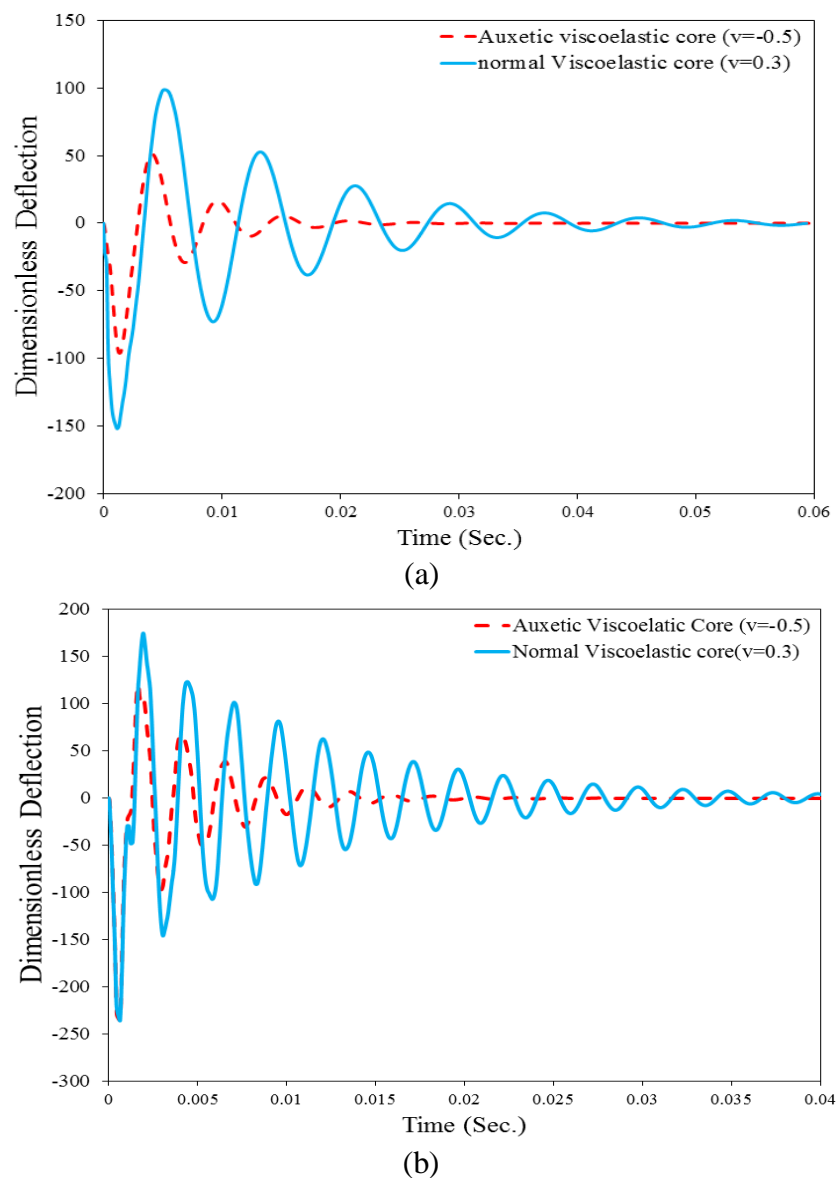 Auxetic viscoelastic core (v=-0.5)
normal Viscoelastic core (v=0.3)
Dimensionless Deflection
150
100
50
0
-50
-100
-150
-200
0 0.01 0.02 0.03 0.04 0.05 0.06
Time (Sec.)
(a)
Auxetic Viscoelatic Core (v=-0.5)
Normal Viscoelastic core(v=0.3)
Dimensionless Deflection
200
150
100
50
0
-50
-100
-150
-200
-250
-300
0 0.005 0.01 0.015 0.02 0.025 0.03 0.035 0.04
Time (Sec.)
(b)